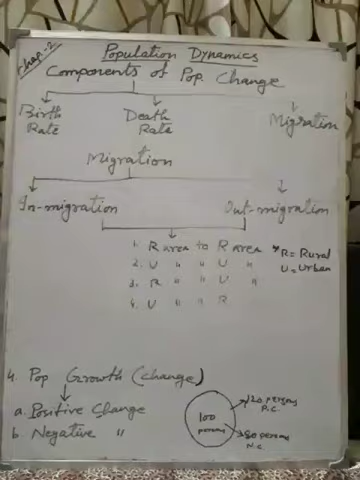 Chap-2
Population Dynamics
Components of Pop. Change
Birth Rate
Death Rate
Migration
Migration
In-migration
Out-migration
1. R area to R area
2. U " " U "
3. R " " U "
4. U " " R
* R = Rural
U = Urban
4. Pop Growth (change)
a. Positive Change
b. Negative "
100 persons
120 persons
P.C.
80 persons
N.C.